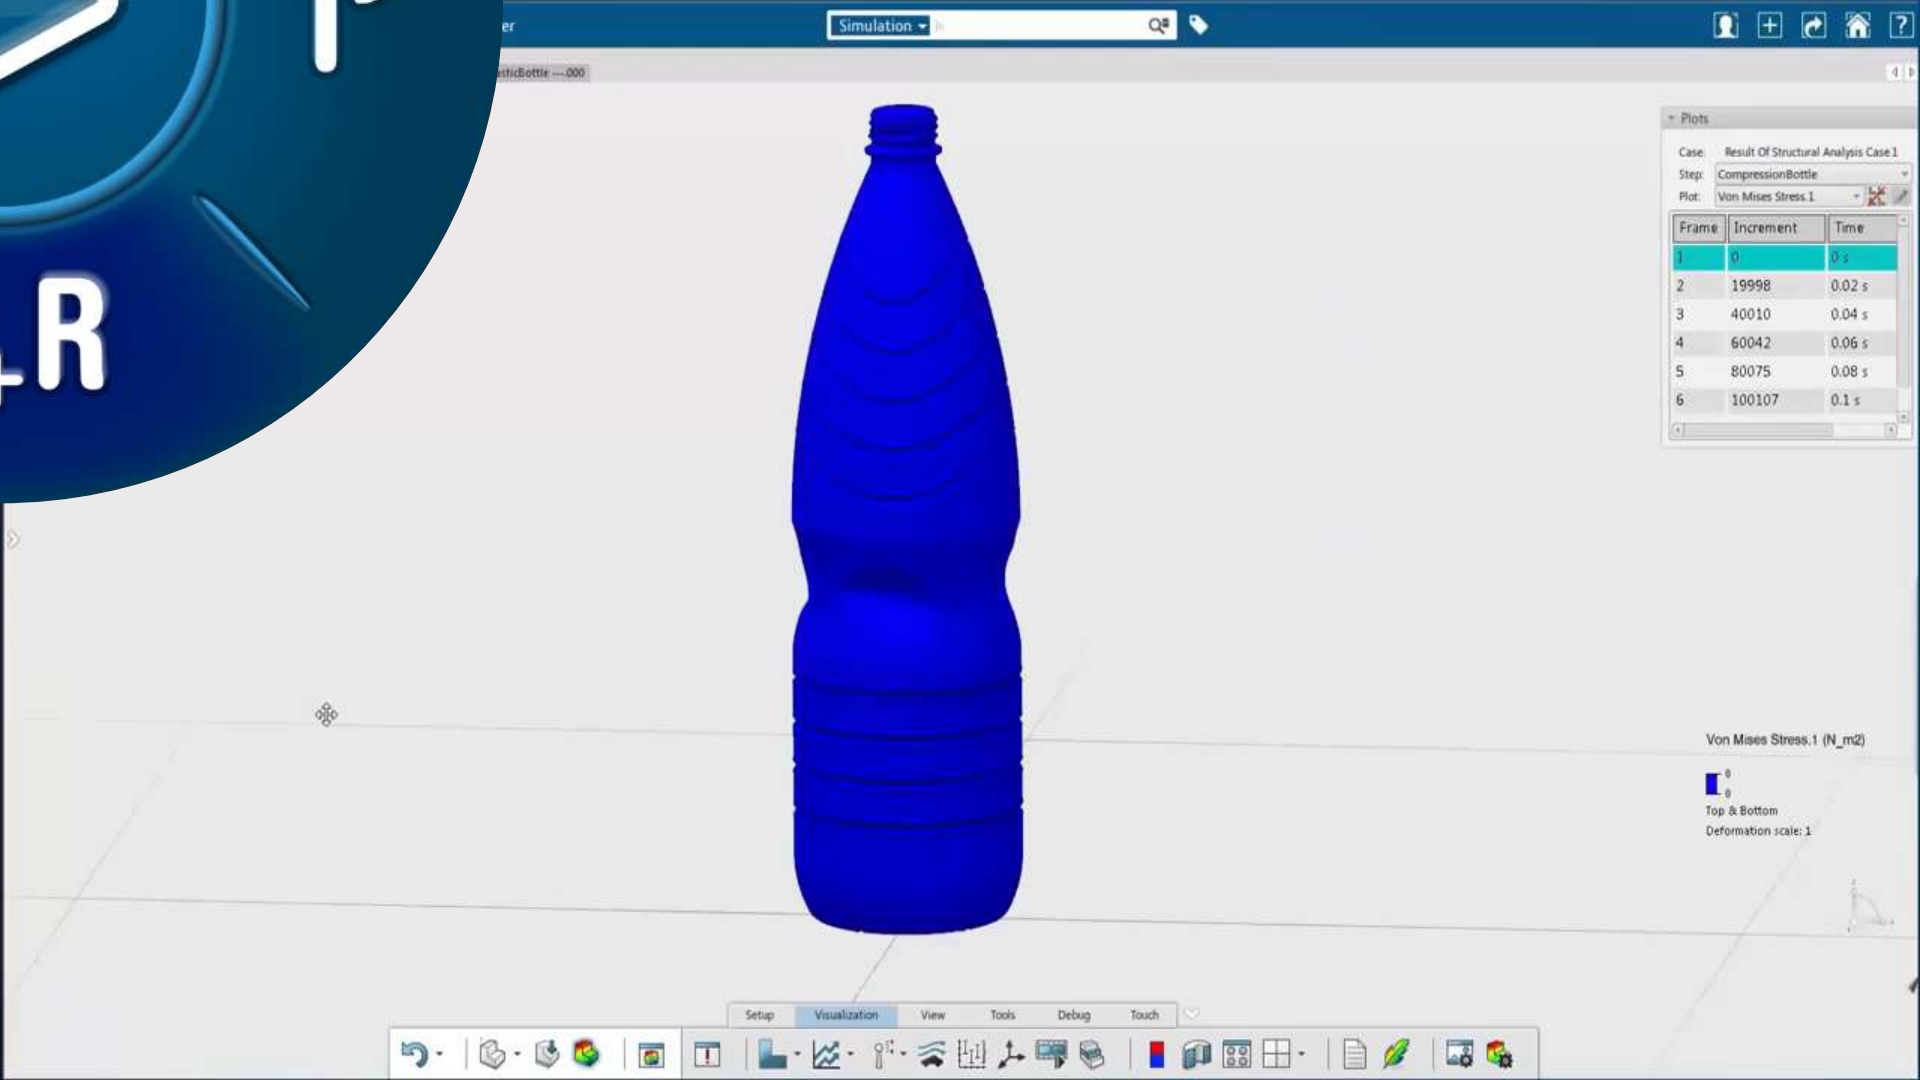 er
Simulation
sticBottle ---.000
R
Plots
Case: Result Of Structural Analysis Case.1
Step: CompressionBottle
Plot: Von Mises Stress.1
Frame Increment Time
1 0 0 s
2 19998 0.02 s
3 40010 0.04 s
4 60042 0.06 s
5 80075 0.08 s
6 100107 0.1 s
Von Mises Stress.1 (N_m2)
0
0
Top & Bottom
Deformation scale: 1
Setup Visualization View Tools Debug Touch